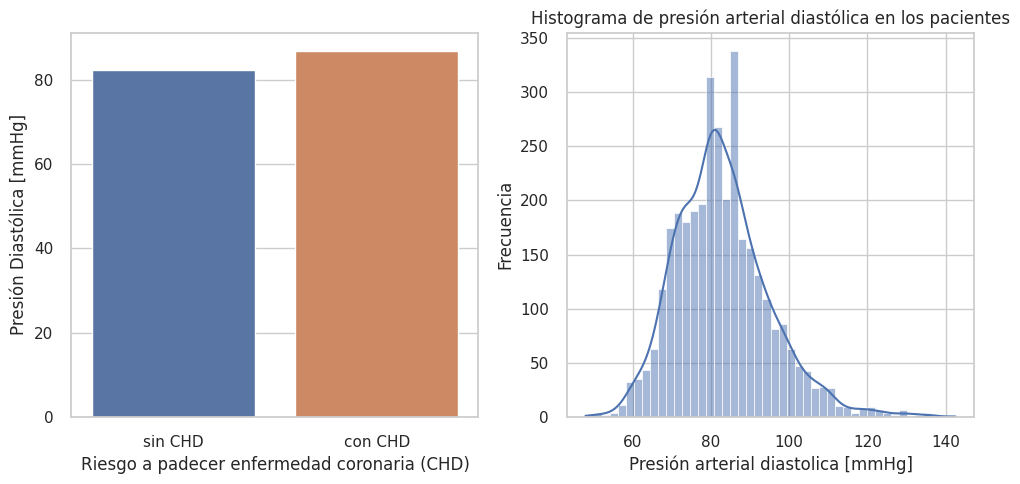 Presión Diastólica [mmHg]
80
60
40
20
0
sin CHD
con CHD
Riesgo a padecer enfermedad coronaria (CHD)
Histograma de presión arterial diastólica en los pacientes
Frecuencia
350
300
250
200
150
100
50
0
60
80
100
120
140
Presión arterial diastolica [mmHg]